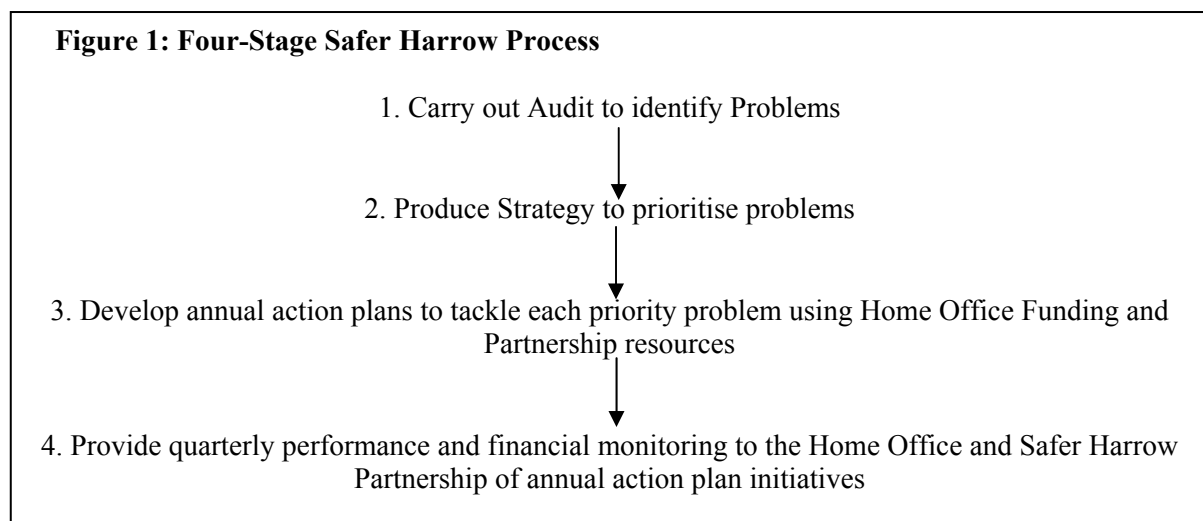 Figure 1: Four-Stage Safer Harrow Process
1. Carry out Audit to identify Problems
2. Produce Strategy to prioritise problems
3. Develop annual action plans to tackle each priority problem using Home Office Funding and
Partnership resources
4. Provide quarterly performance and financial monitoring to the Home Office and Safer Harrow
Partnership of annual action plan initiatives